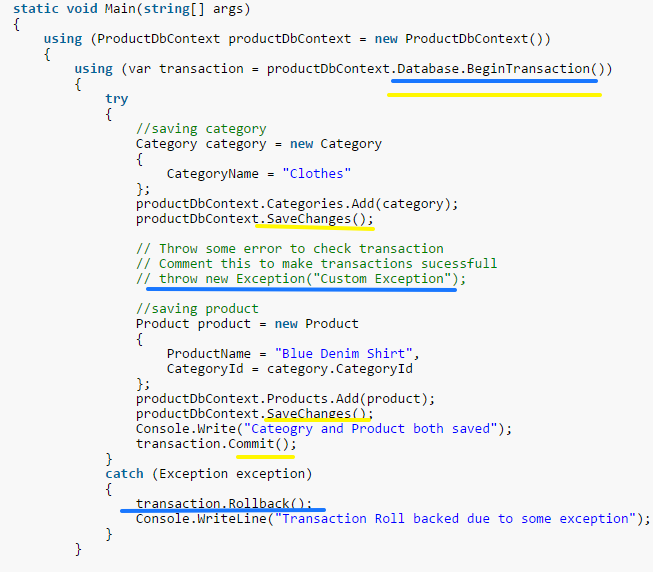 static void Main(string[] args)
{
using (ProductDbContext productDbContext = new ProductDbContext())
{
using (var transaction = productDbContext.Database.BeginTransaction())
{
try
{
//saving category
Category category = new Category
{
CategoryName = "Clothes"
};
productDbContext.Categories.Add(category);
productDbContext.SaveChanges();
// Throw some error to check transaction
// Comment this to make transactions sucessfull
// throw new Exception("Custom Exception");
//saving product
Product product = new Product
{
ProductName = "Blue Denim Shirt",
CategoryId = category.CategoryId
};
productDbContext.Products.Add(product);
productDbContext.SaveChanges();
Console.Write("Cateogry and Product both saved");
transaction.Commit();
}
catch (Exception exception)
{
transaction.Rollback();
Console.WriteLine("Transaction Roll backed due to some exception");
}
}